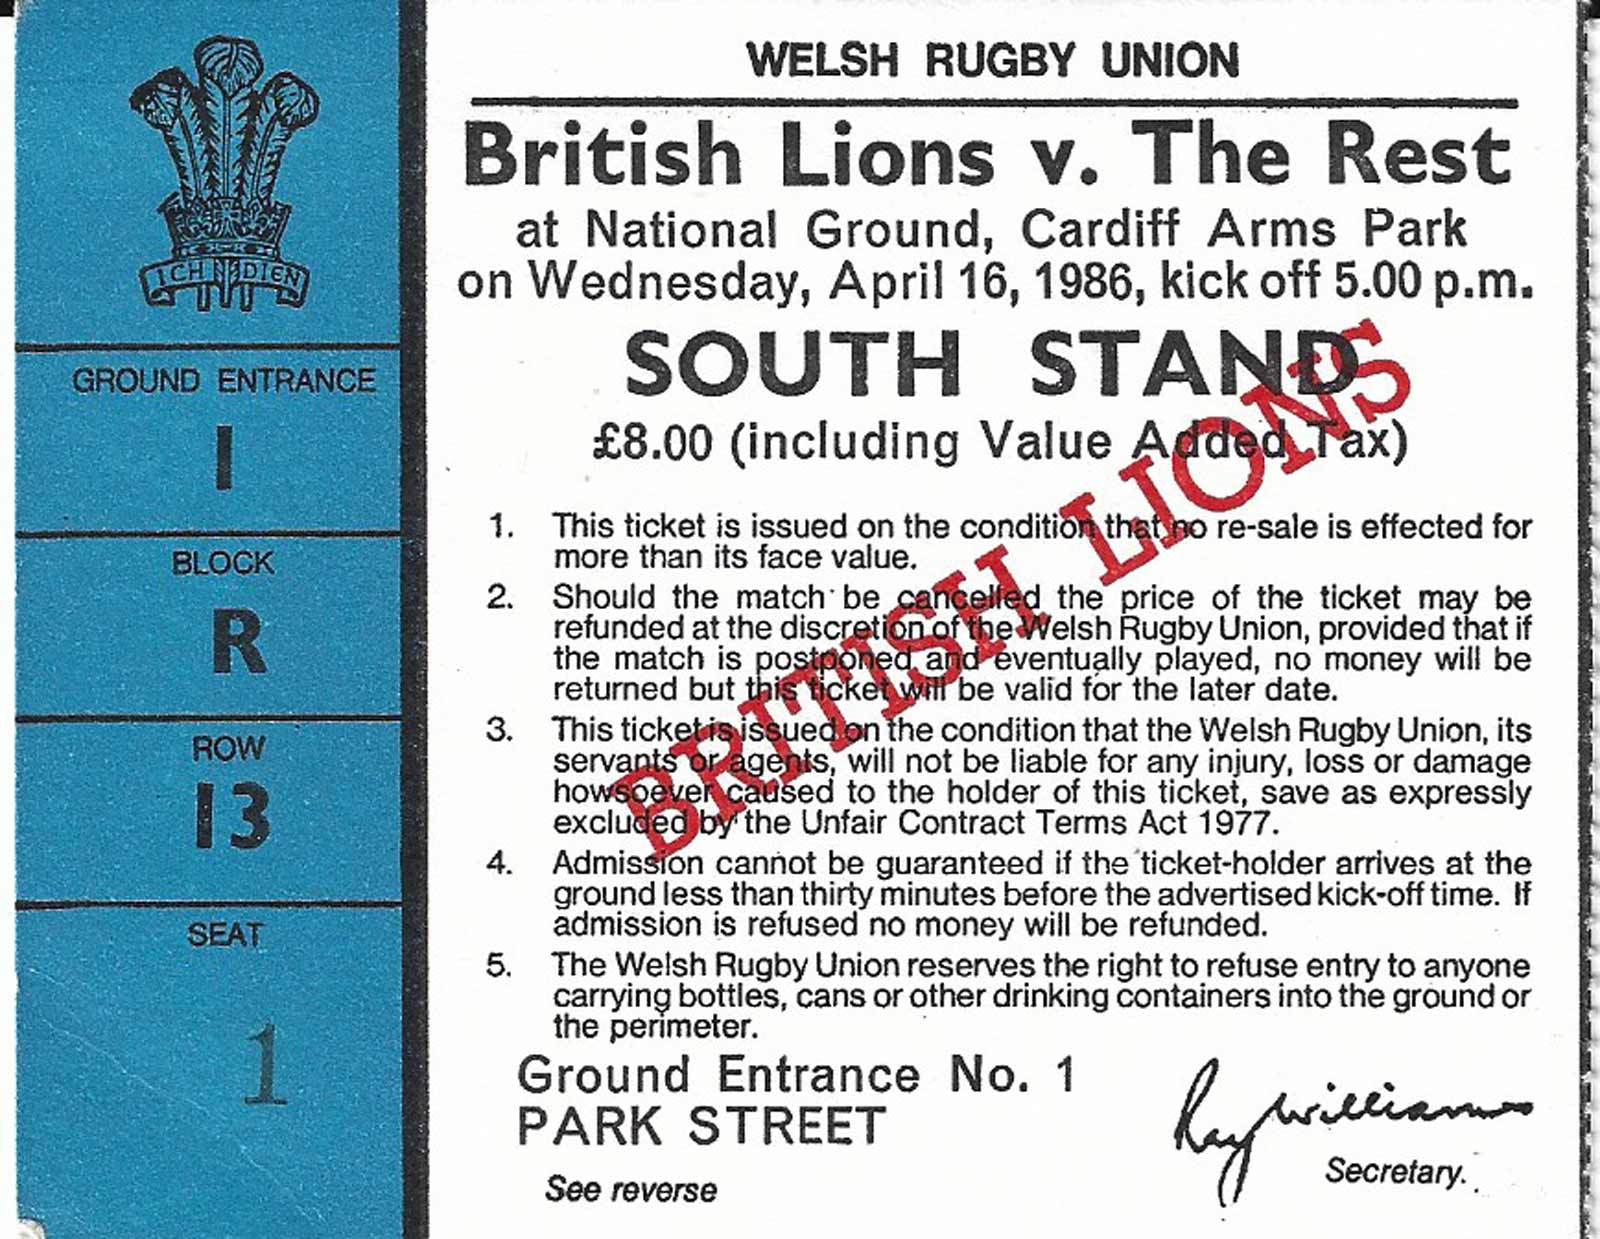 ICH DIEN
GROUND ENTRANCE
1
BLOCK
R
ROW
13
SEAT
1
WELSH RUGBY UNION
British Lions v. The Rest
at National Ground, Cardiff Arms Park
on Wednesday, April 16, 1986, kick off 5.00 p.m.
SOUTH STAND
£8.00 (including Value Added Tax)
BRITISH LIONS
1. This ticket is issued on the condition that no re-sale is effected for
more than its face value.
2. Should the match be cancelled the price of the ticket may be
refunded at the discretion of the Welsh Rugby Union, provided that if
the match is postponed and eventually played, no money will be
returned but this ticket will be valid for the later date.
3. This ticket is issued on the condition that the Welsh Rugby Union, its
servants or agents, will not be liable for any injury, loss or damage
howsoever caused to the holder of this ticket, save as expressly
excluded by the Unfair Contract Terms Act 1977.
4. Admission cannot be guaranteed if the ticket-holder arrives at the
ground less than thirty minutes before the advertised kick-off time. If
admission is refused no money will be refunded.
5. The Welsh Rugby Union reserves the right to refuse entry to anyone
carrying bottles, cans or other drinking containers into the ground or
the perimeter.
Ground Entrance No. 1
PARK STREET
See reverse
Ray Williams
Secretary.